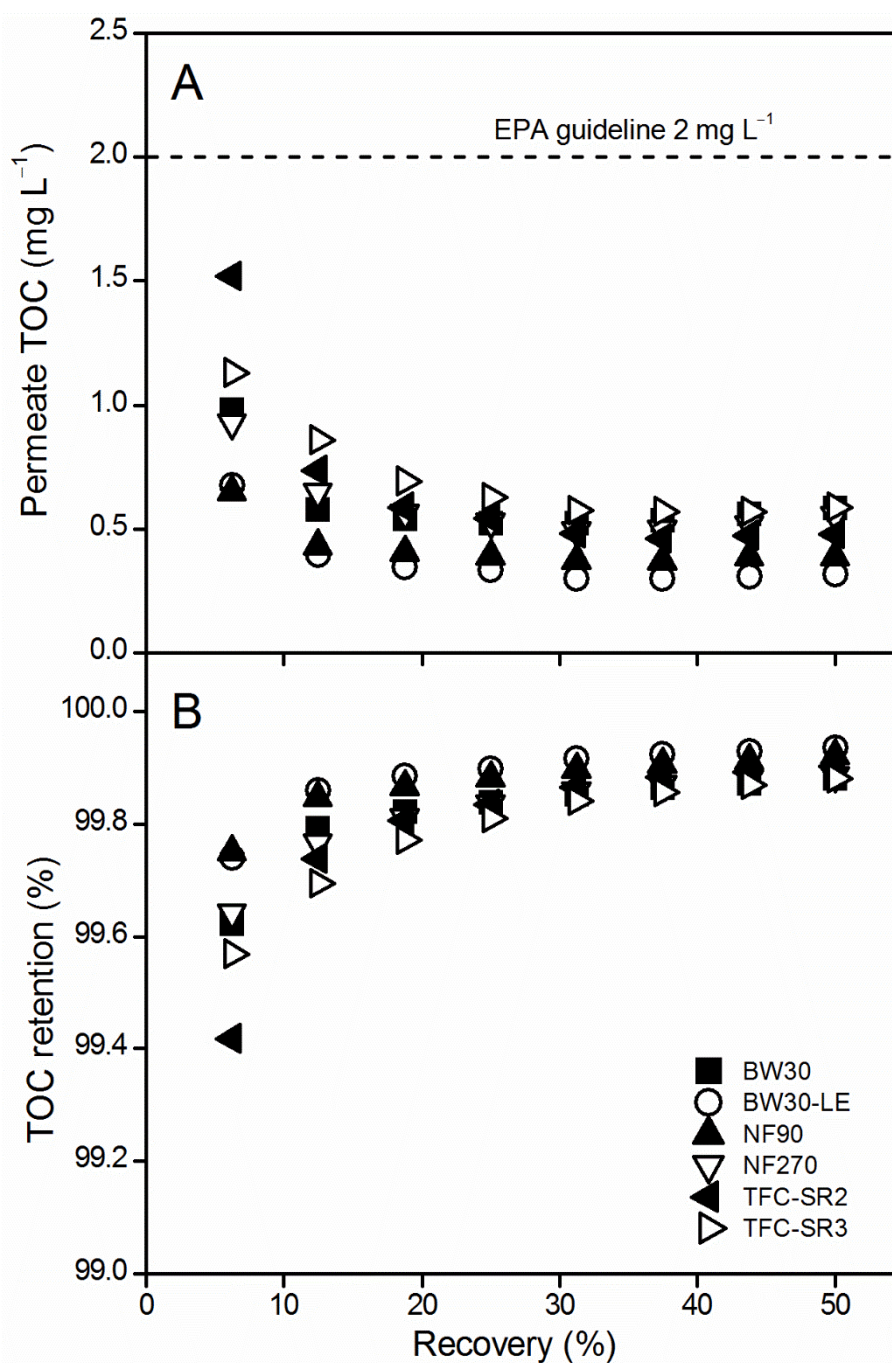 2.5
A
EPA guideline 2 mg L⁻¹
2.0
1.5
1.0
0.5
0.0
Permeate TOC (mg L⁻¹)
100.0
B
99.8
99.6
99.4
99.2
99.0
TOC retention (%)
BW30
BW30-LE
NF90
NF270
TFC-SR2
TFC-SR3
0 10 20 30 40 50
Recovery (%)